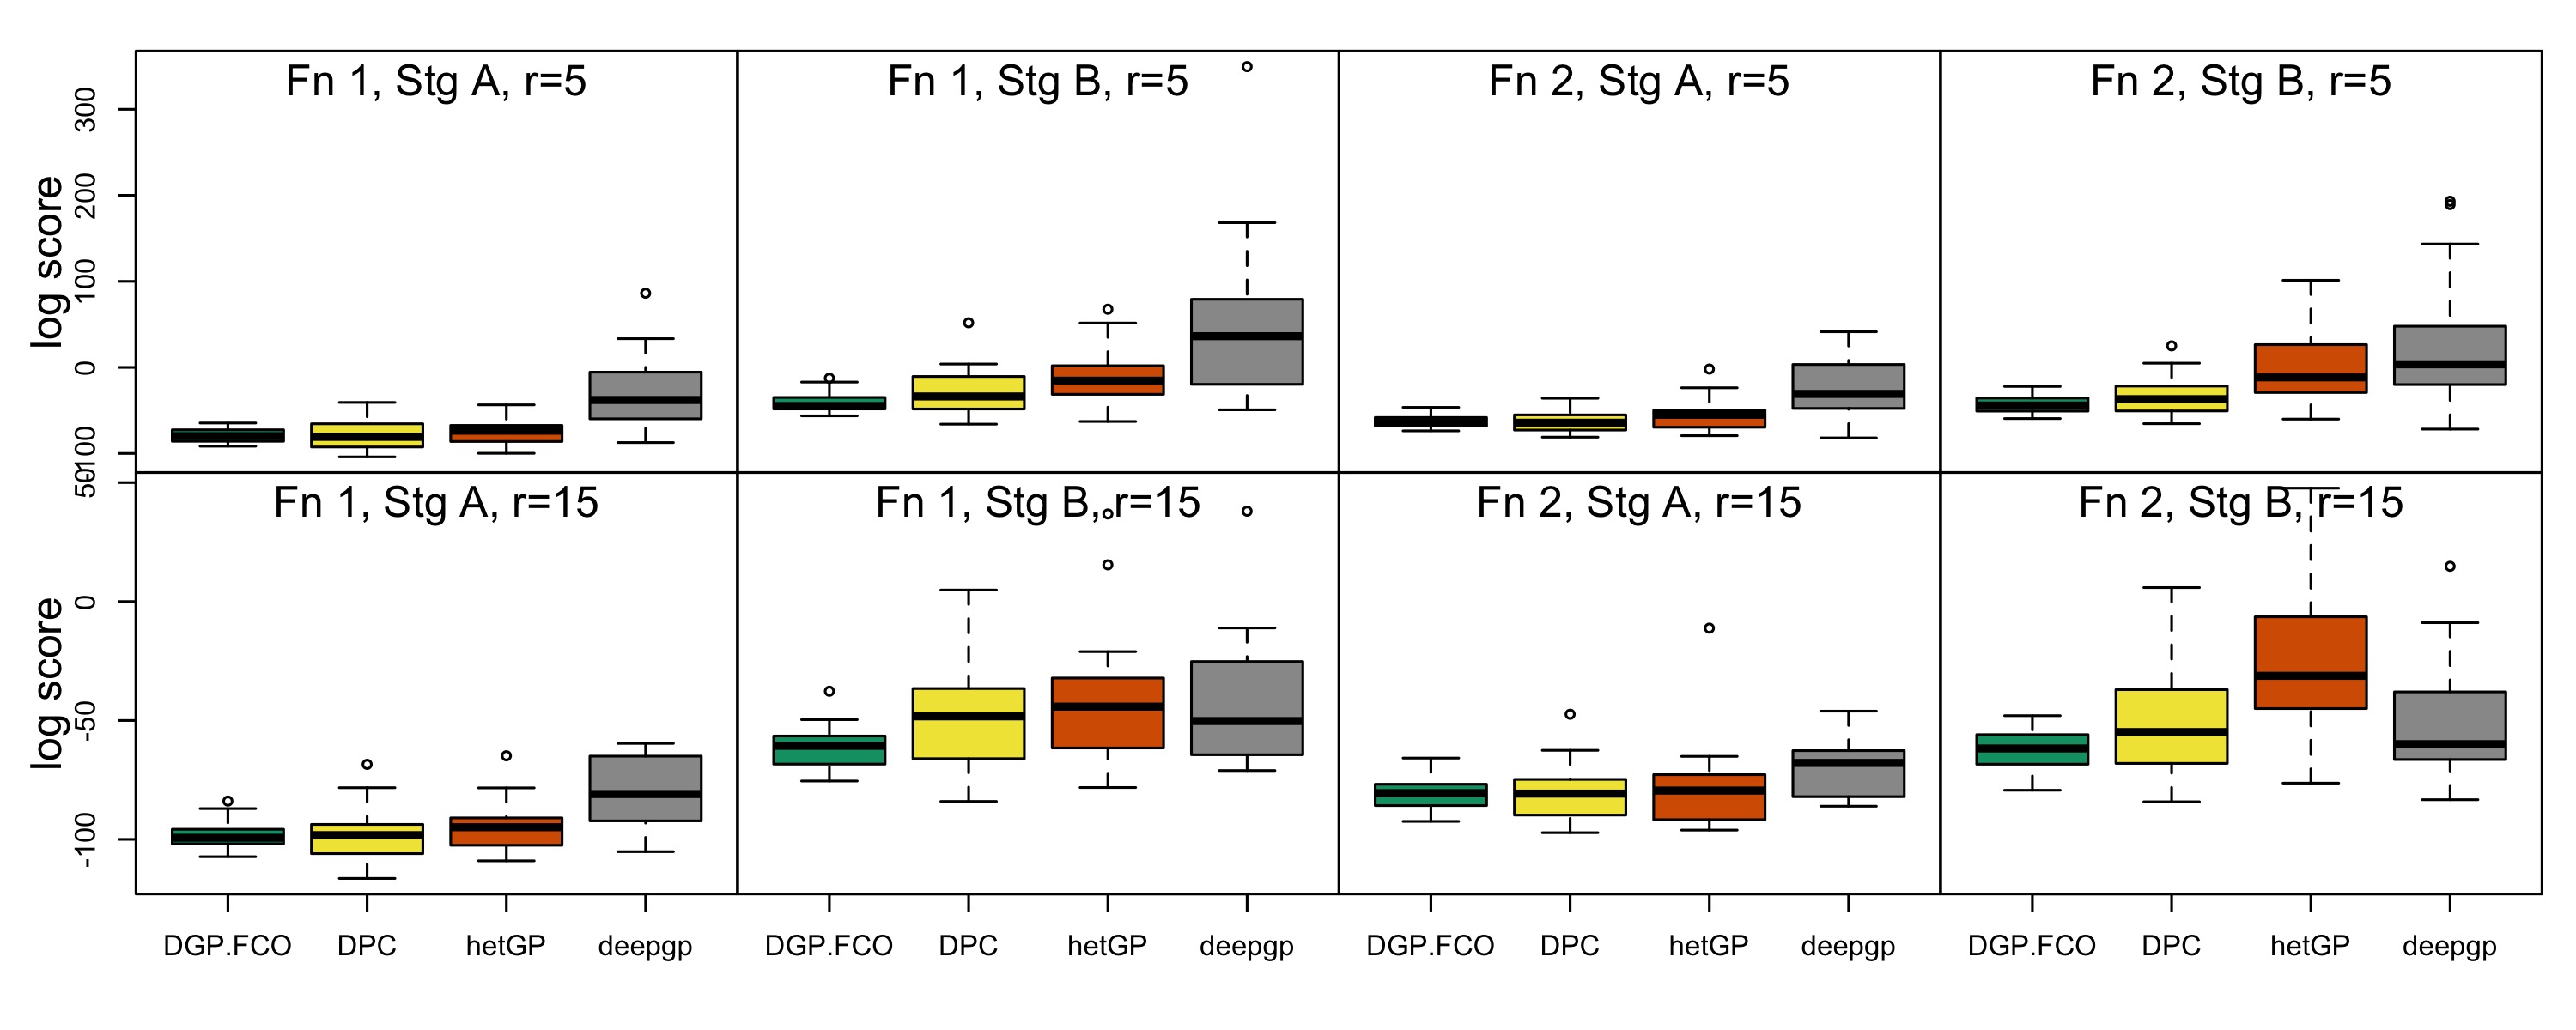 Fn 1, Stg A, r=5
Fn 1, Stg B, r=5
Fn 2, Stg A, r=5
Fn 2, Stg B, r=5
log score
300
200
100
0
-100
Fn 1, Stg A, r=15
Fn 1, Stg B, r=15
Fn 2, Stg A, r=15
Fn 2, Stg B, r=15
log score
50
0
-50
-100
DGP.FCO DPC hetGP deepgp DGP.FCO DPC hetGP deepgp DGP.FCO DPC hetGP deepgp DGP.FCO DPC hetGP deepgp